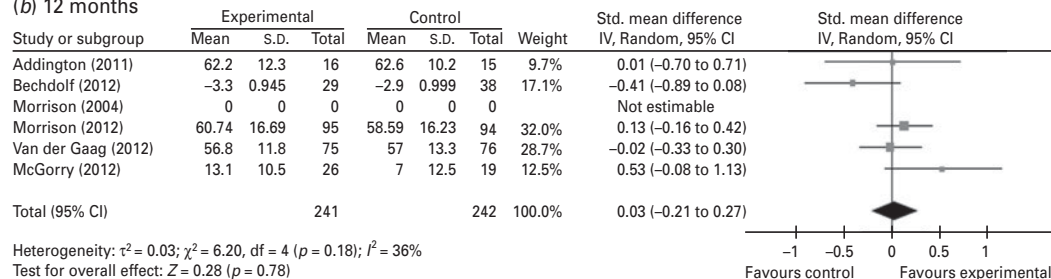 (b) 12 months
Experimental Control Std. mean difference Std. mean difference
Study or subgroup Mean S.D. Total Mean S.D. Total Weight IV, Random, 95% CI IV, Random, 95% CI
Addington (2011) 62.2 12.3 16 62.6 10.2 15 9.7% 0.01 (−0.70 to 0.71)
Bechdolf (2012) −3.3 0.945 29 −2.9 0.999 38 17.1% −0.41 (−0.89 to 0.08)
Morrison (2004) 0 0 0 0 0 0 Not estimable
Morrison (2012) 60.74 16.69 95 58.59 16.23 94 32.0% 0.13 (−0.16 to 0.42)
Van der Gaag (2012) 56.8 11.8 75 57 13.3 76 28.7% −0.02 (−0.33 to 0.30)
McGorry (2012) 13.1 10.5 26 7 12.5 19 12.5% 0.53 (−0.08 to 1.13)
Total (95% CI) 241 242 100.0% 0.03 (−0.21 to 0.27)
Heterogeneity: τ² = 0.03; χ² = 6.20, df = 4 (p = 0.18); I² = 36%
Test for overall effect: Z = 0.28 (p = 0.78)
−1 −0.5 0 0.5 1
Favours control Favours experimental